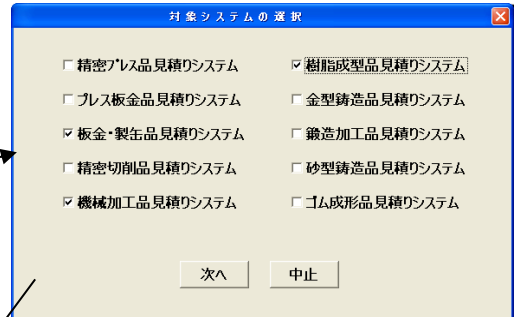 対象システムの選択
精密プレス品見積りシステム
樹脂成型品見積りシステム
プレス板金品見積りシステム
金型鋳造品見積りシステム
板金・製缶品見積りシステム
鍛造加工品見積りシステム
精密切削品見積りシステム
砂型鋳造品見積りシステム
機械加工品見積りシステム
ゴム成形品見積りシステム
次へ
中止